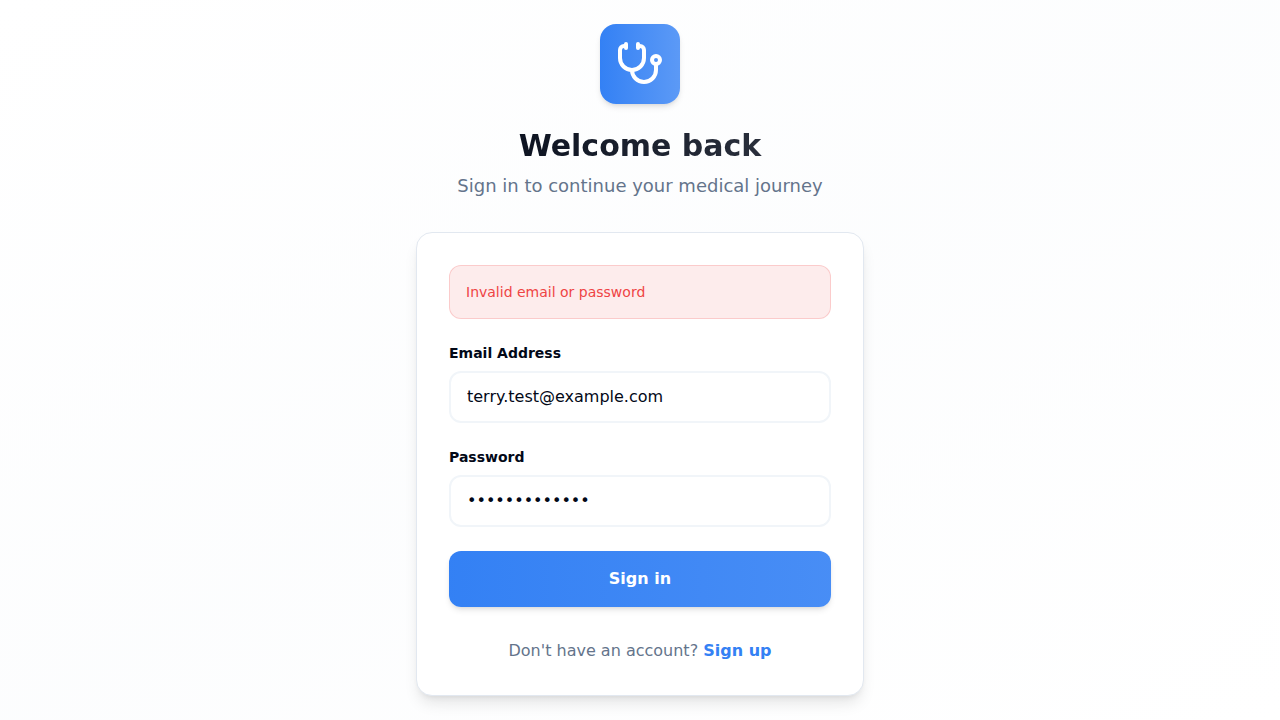 Welcome back
Sign in to continue your medical journey
Invalid email or password
Email Address
terry.test@example.com
Password
•••••••••••••
Sign in
Don't have an account? Sign up